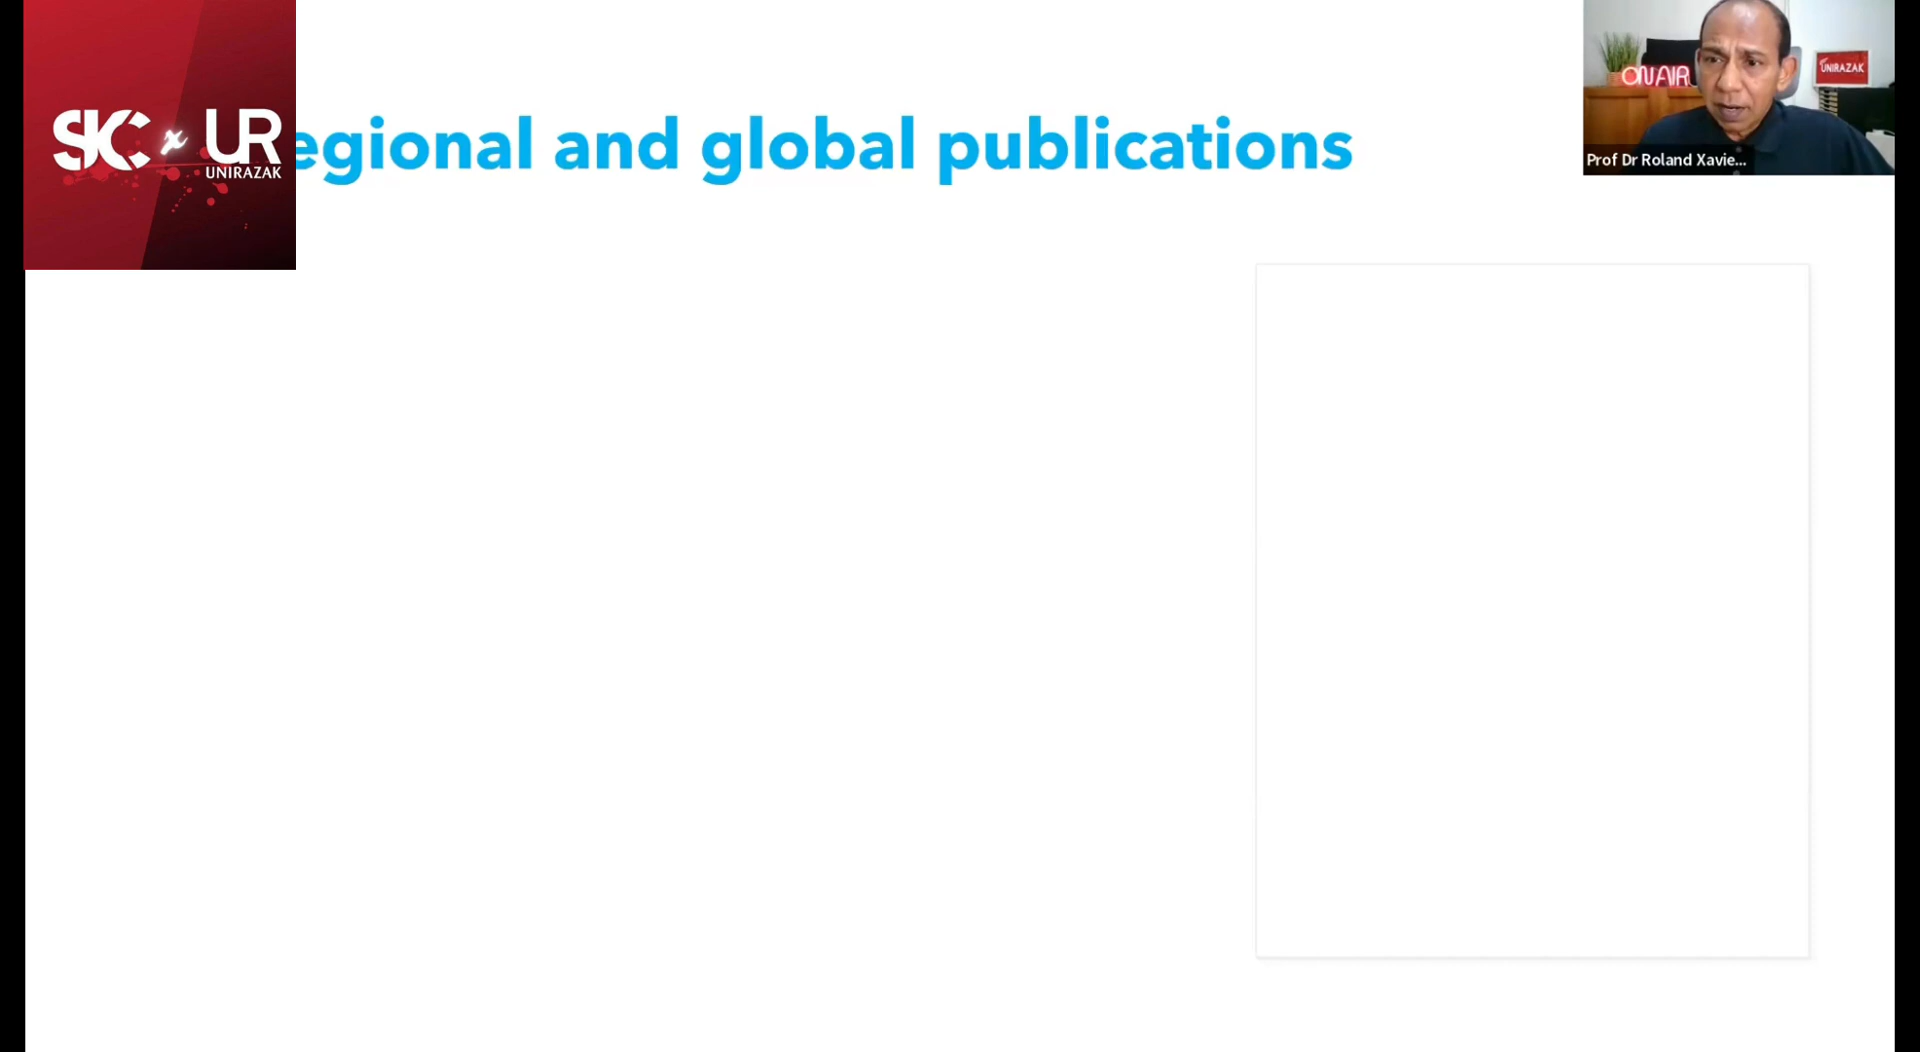 SKC x UR
UNIRAZAK
egional and global publications
ON AIR
UNIRAZAK
Prof Dr Roland Xavie...